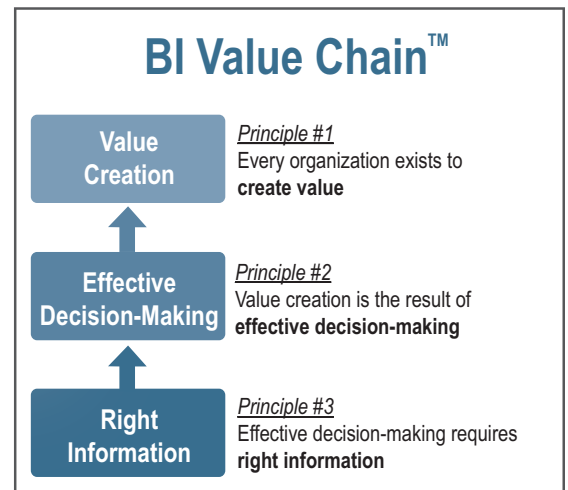 BI Value Chain™
Value
Creation
Principle #1
Every organization exists to
create value
Effective
Decision-Making
Principle #2
Value creation is the result of
effective decision-making
Right
Information
Principle #3
Effective decision-making requires
right information